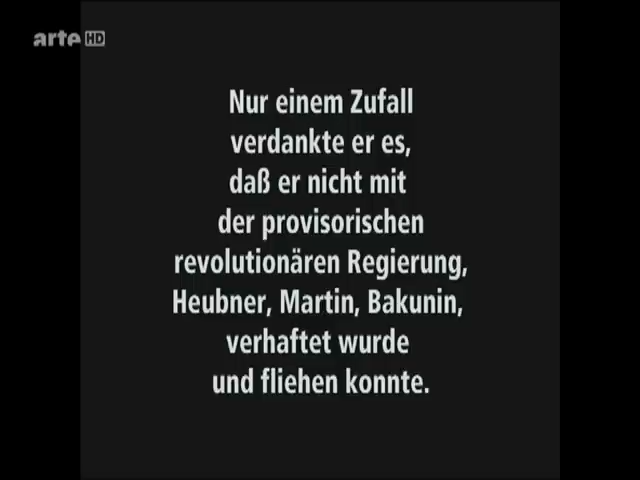 arte HD
Nur einem Zufall
verdankte er es,
daß er nicht mit
der provisorischen
revolutionären Regierung,
Heubner, Martin, Bakunin,
verhaftet wurde
und fliehen konnte.